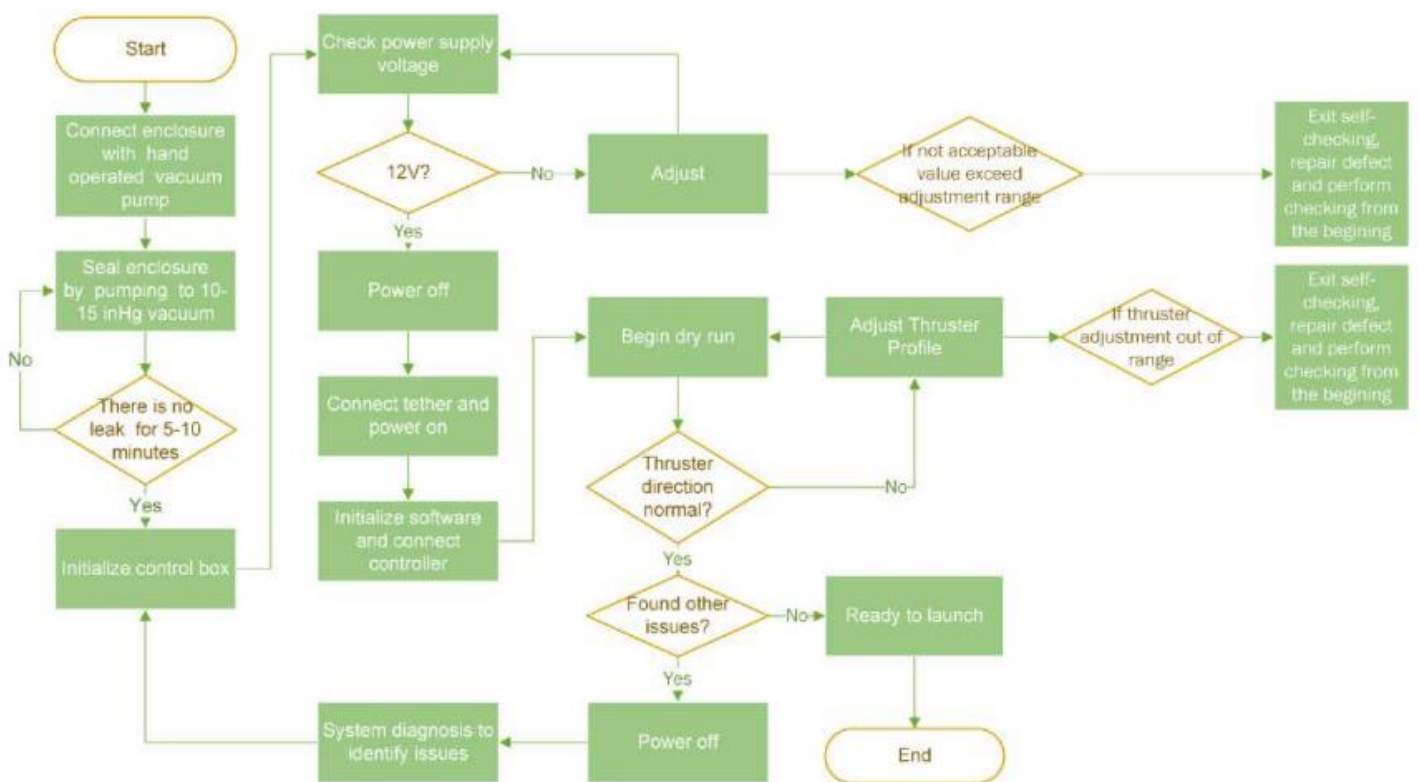 Start
Connect enclosure
with hand
operated vacuum
pump
Seal enclosure
by pumping to 10-
15 inHg vacuum
No
There is no
leak for 5-10
minutes
Yes
Initialize control box
Check power supply
voltage
12V?
No
Adjust
If not acceptable
value exceed
adjustment range
Exit self-
checking,
repair defect
and perform
checking from
the begining
Yes
Power off
Connect tether and
power on
Initialize software
and connect
controller
Begin dry run
Adjust Thruster
Profile
If thruster
adjustment out of
range
Exit self-
checking,
repair defect
and perform
checking from
the begining
Thruster
direction
normal?
No
Yes
Found other
issues?
No
Ready to launch
Yes
Power off
System diagnosis to
identify issues
End